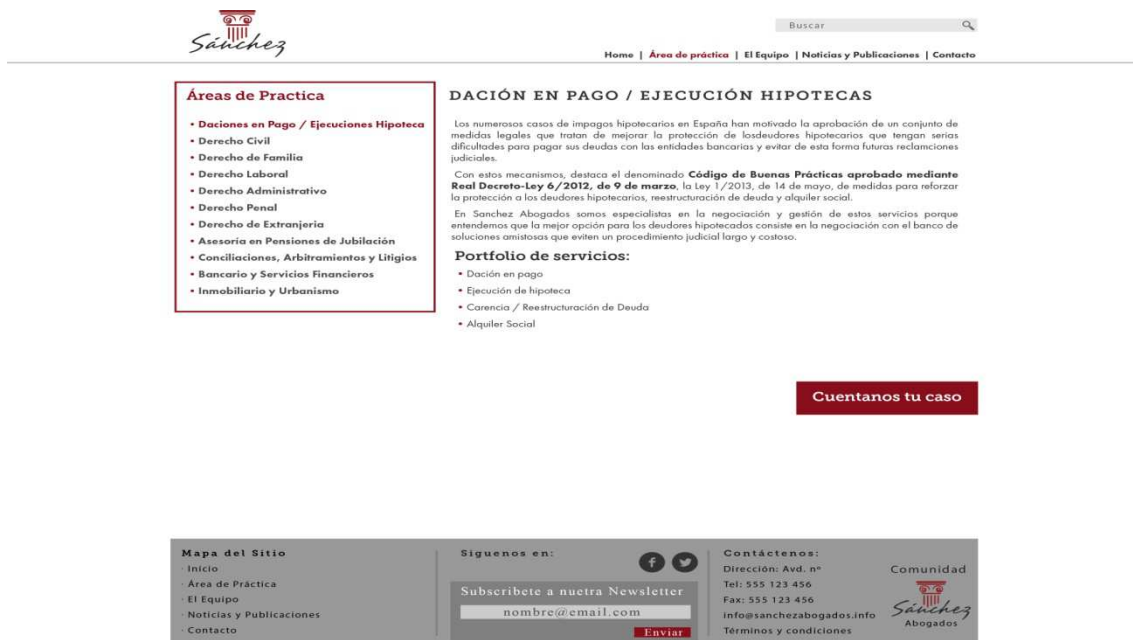 Sánchez
Buscar
Home | Área de práctica | El Equipo | Noticias y Publicaciones | Contacto
Áreas de Practica
• Daciones en Pago / Ejecuciones Hipoteca
• Derecho Civil
• Derecho de Familia
• Derecho Laboral
• Derecho Administrativo
• Derecho Penal
• Derecho de Extranjeria
• Asesoría en Pensiones de Jubilación
• Conciliaciones, Arbitramientos y Litigios
• Bancario y Servicios Financieros
• Inmobiliario y Urbanismo
DACIÓN EN PAGO / EJECUCIÓN HIPOTECAS
Los numerosos casos de impagos hipotecarios en España han motivado la aprobación de un conjunto de
medidas legales que tratan de mejorar la protección de losdeudores hipotecarios que tengan serias
dificultades para pagar sus deudas con las entidades bancarias y evitar de esta forma futuras reclamciones
judiciales.
Con estos mecanismos, destaca el denominado Código de Buenas Prácticas aprobado mediante
Real Decreto-Ley 6/2012, de 9 de marzo, la Ley 1/2013, de 14 de mayo, de medidas para reforzar
la protección a los deudores hipotecarios, reestructuración de deuda y alquiler social.
En Sanchez Abogados somos especialistas en la negociación y gestión de estos servicios porque
entendemos que la mejor opción para los deudores hipotecados consiste en la negociación con el banco de
soluciones amistosas que eviten un procedimiento judicial largo y costoso.
Portfolio de servicios:
• Dación en pago
• Ejecución de hipoteca
• Carencia / Reestructuración de Deuda
• Alquiler Social
Cuentanos tu caso
Mapa del Sitio
· Inicio
· Área de Práctica
· El Equipo
· Noticias y Publicaciones
· Contacto
Síguenos en:
Subscribete a nuetra Newsletter
nombre@email.com
Enviar
Contáctenos:
Dirección: Avd. nº
Tel: 555 123 456
Fax: 555 123 456
info@sanchezabogados.info
Términos y condiciones
Comunidad
Sánchez
Abogados